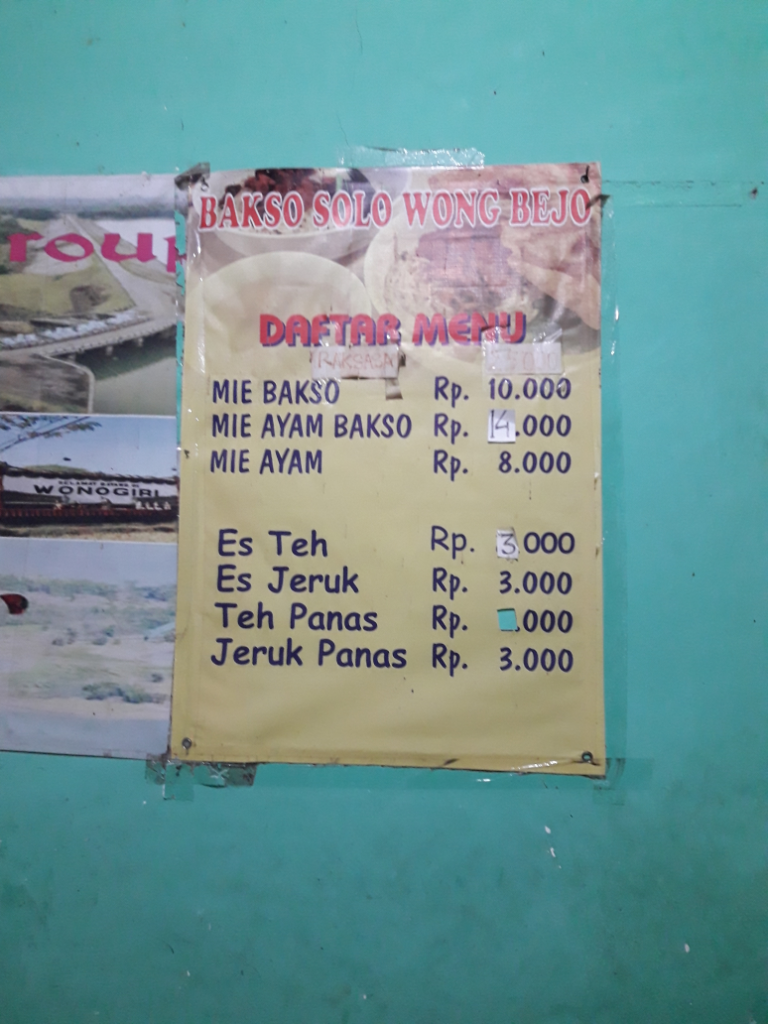 BAKSO SOLO WONG BEJO
roup
DAFTAR MENU
MIE BAKSO Rp. 10.000
MIE AYAM BAKSO Rp. 14.000
MIE AYAM Rp. 8.000
WONOGIRI
Es Teh Rp. 3.000
Es Jeruk Rp. 3.000
Teh Panas Rp. .000
Jeruk Panas Rp. 3.000